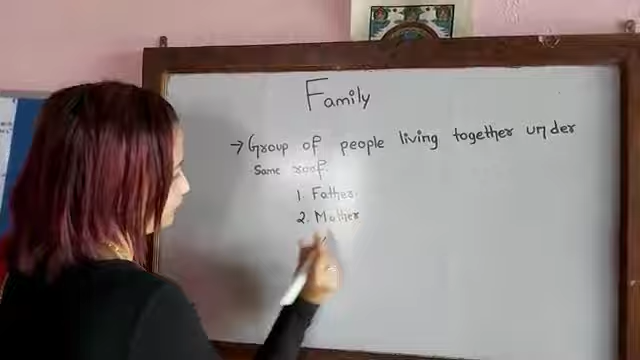 Family
→ Group of people living together under
same roof.
1. Father.
2. Mother